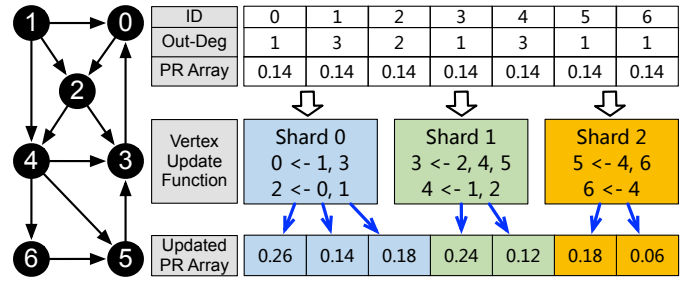 1 0
2
4 3
6 5
ID 0 1 2 3 4 5 6
Out-Deg 1 3 2 1 3 1 1
PR Array 0.14 0.14 0.14 0.14 0.14 0.14 0.14
Vertex
Update
Function
Shard 0
0 <- 1, 3
2 <- 0, 1
Shard 1
3 <- 2, 4, 5
4 <- 1, 2
Shard 2
5 <- 4, 6
6 <- 4
Updated
PR Array
0.26 0.14 0.18 0.24 0.12 0.18 0.06